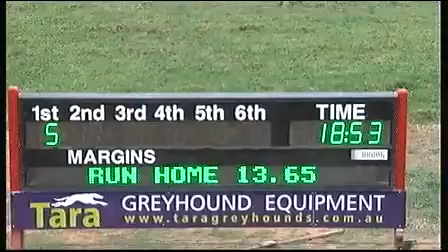 1st 2nd 3rd 4th 5th 6th TIME
5 18:53
MARGINS
RUN HOME 13.65
Tara GREYHOUND EQUIPMENT
www.taragreyhounds.com.au